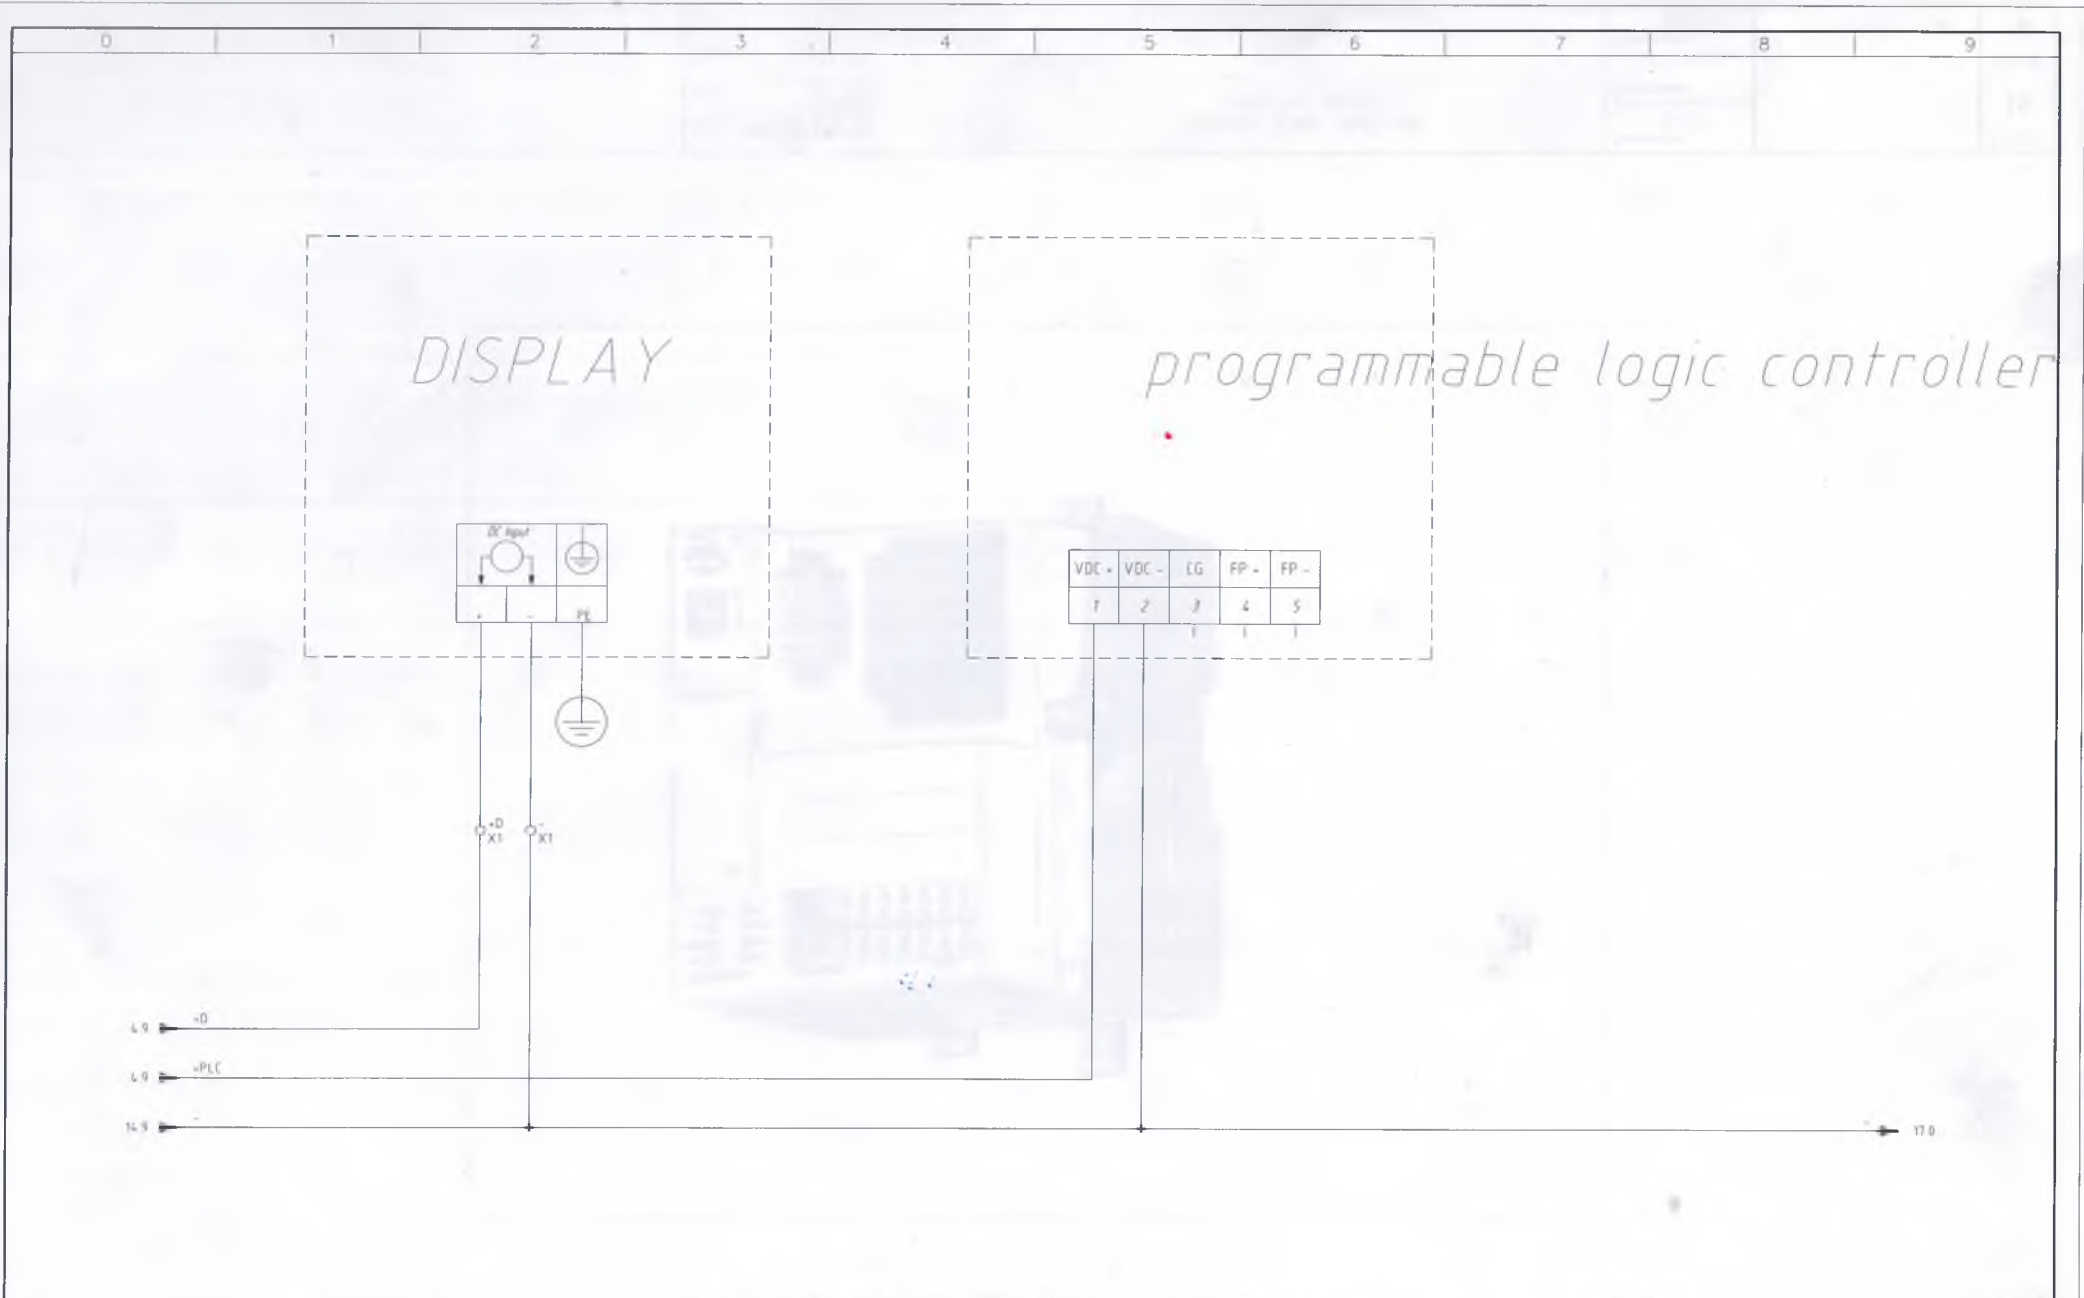 0 1 2 3 4 5 6 7 8 9
DISPLAY
programmable logic controller
DC Input
VDC + VDC - CG FP + FP -
1 2 3 4 5
+ - PE
+D -
X1 X1
4.9 +D
4.9 +PLC
14.9 -
- 17.0